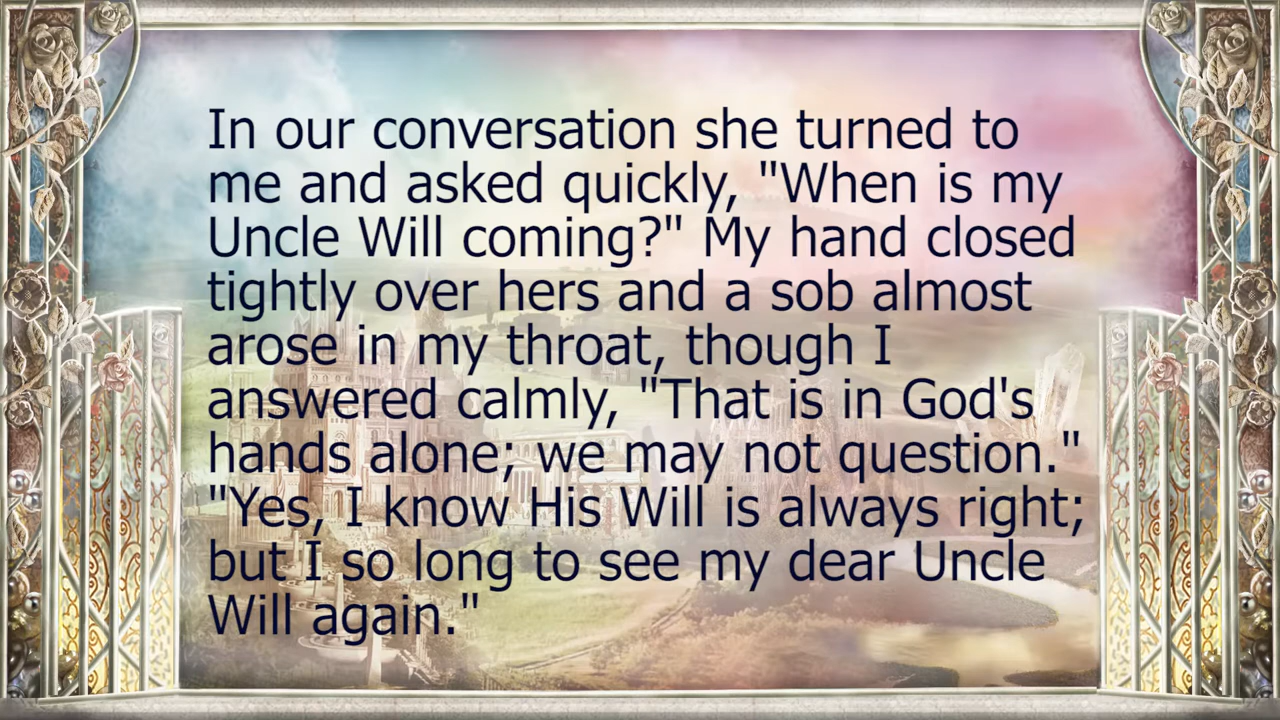 In our conversation she turned to
me and asked quickly, "When is my
Uncle Will coming?" My hand closed
tightly over hers and a sob almost
arose in my throat, though I
answered calmly, "That is in God's
hands alone; we may not question."
"Yes, I know His Will is always right;
but I so long to see my dear Uncle
Will again."